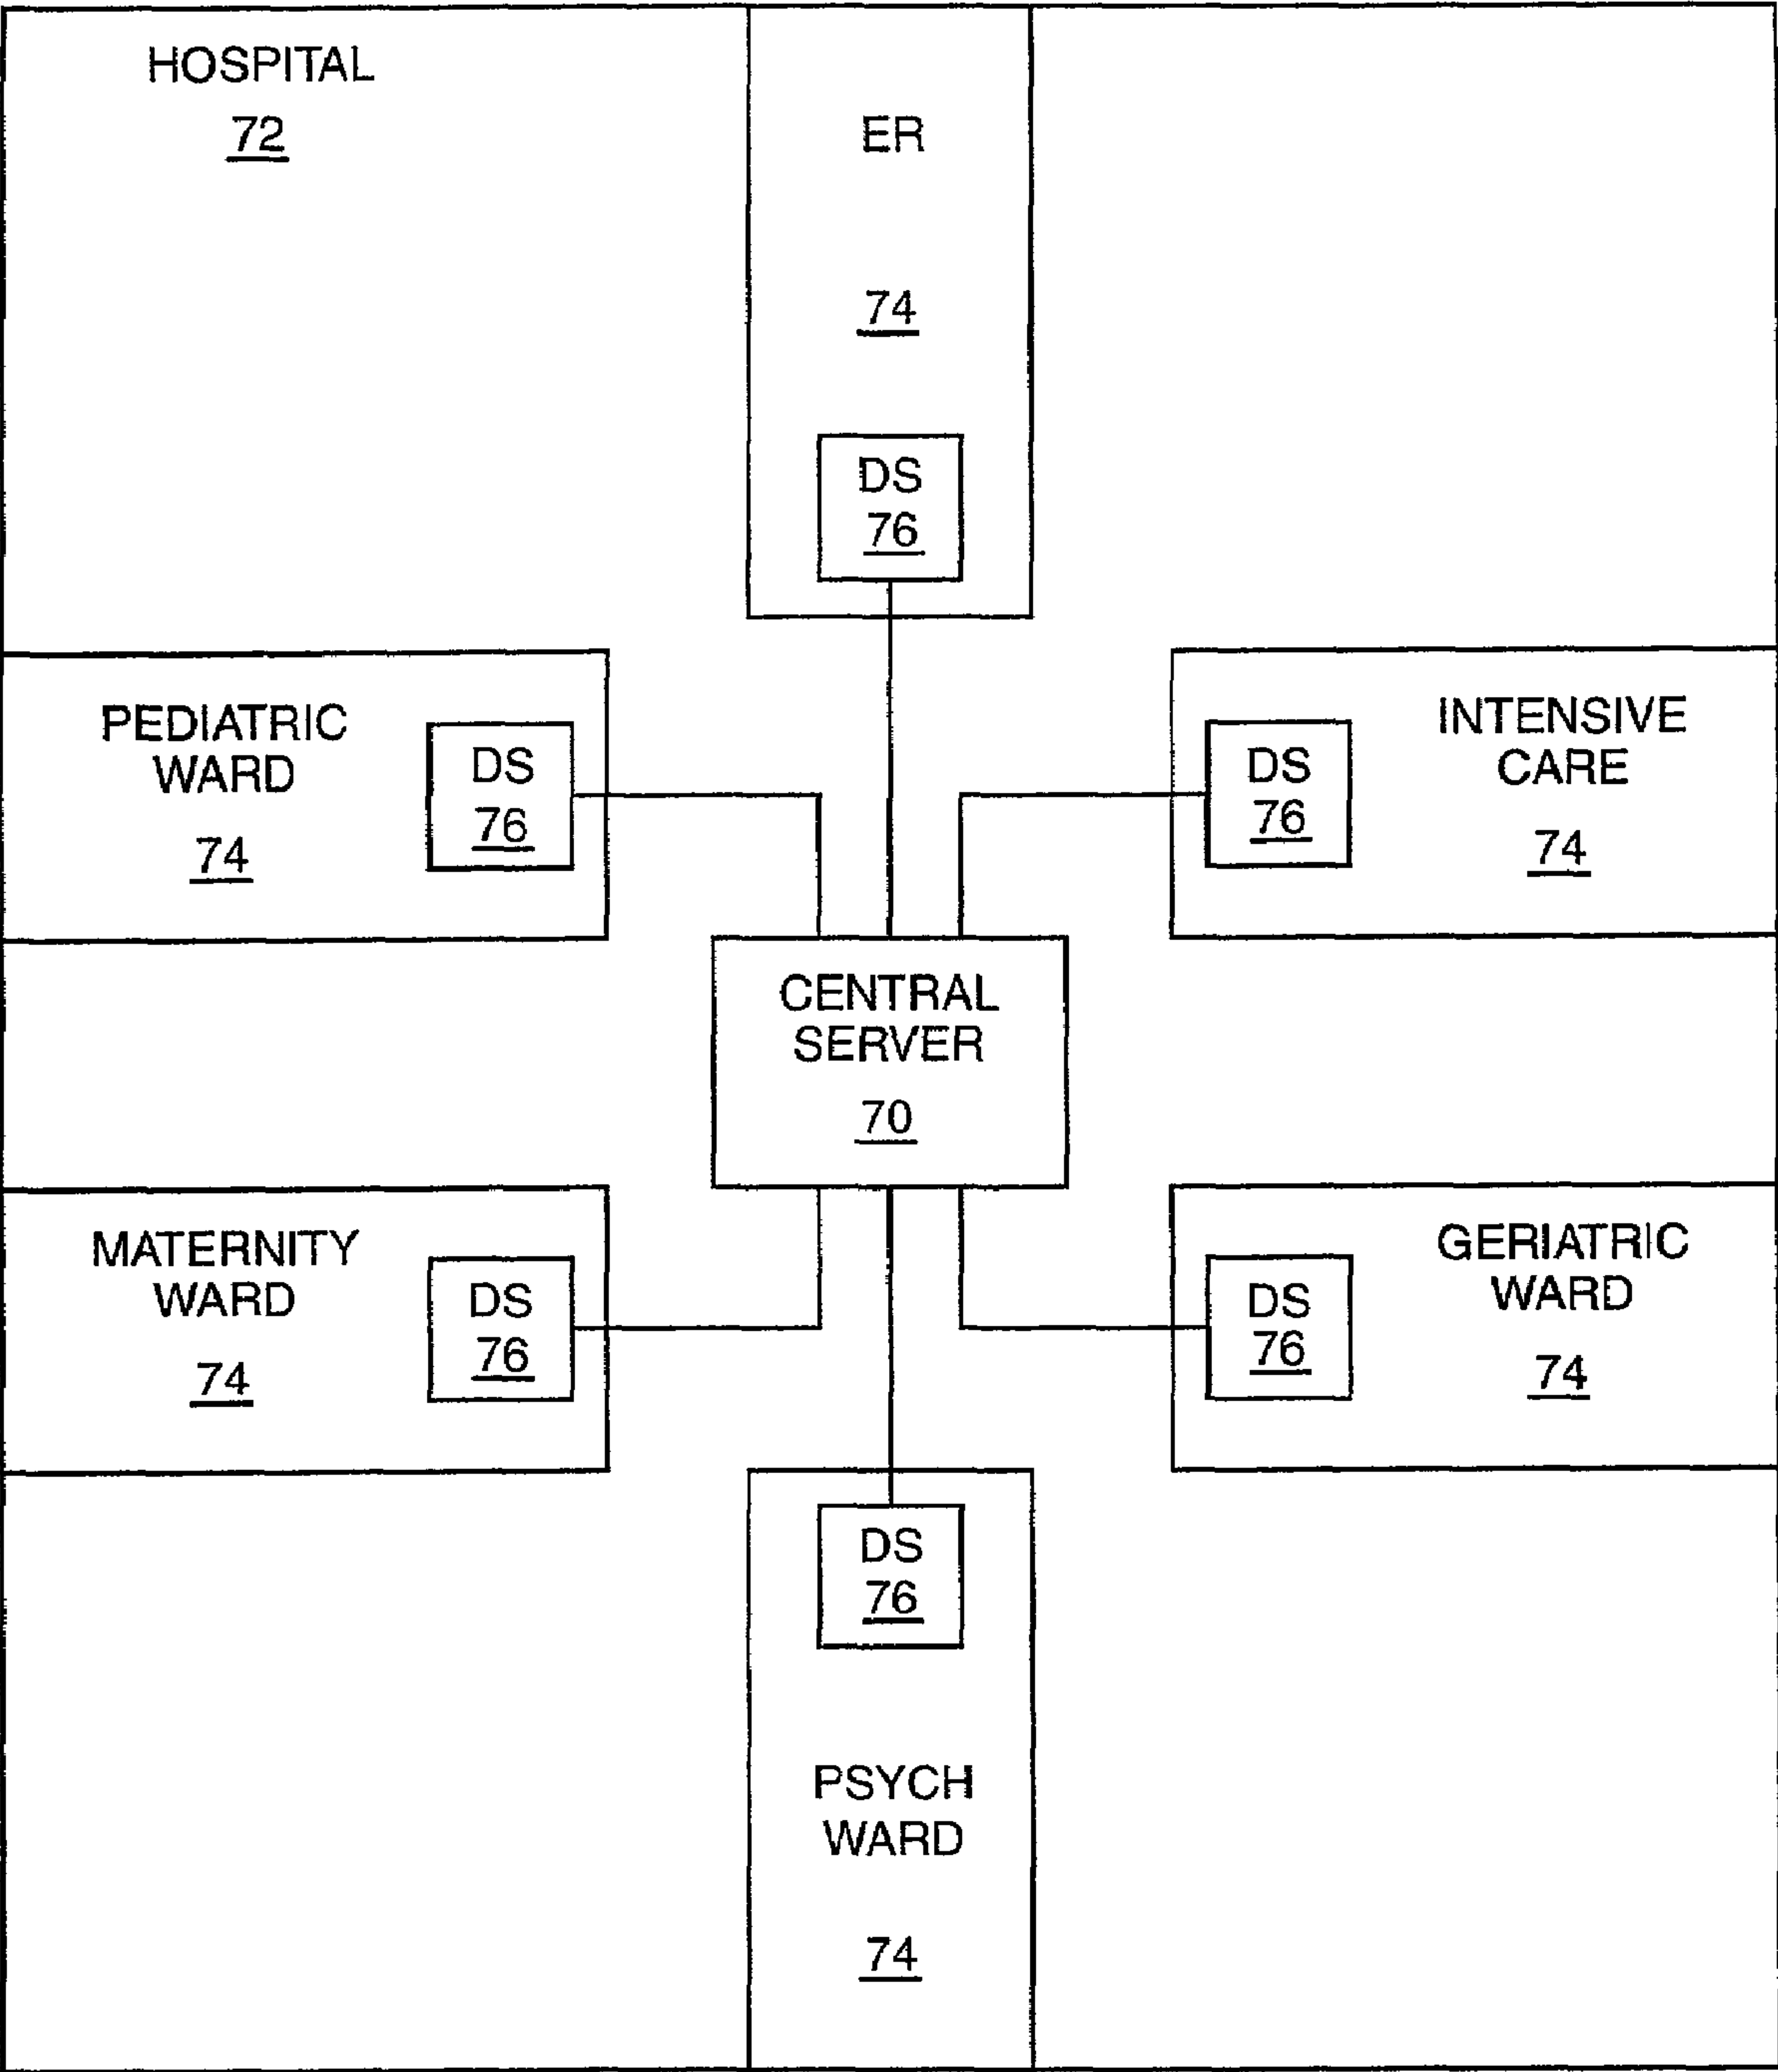 HOSPITAL
72
ER
74
DS
76
PEDIATRIC
WARD
74
DS
76
INTENSIVE
CARE
74
DS
76
CENTRAL
SERVER
70
MATERNITY
WARD
74
DS
76
GERIATRIC
WARD
74
DS
76
DS
76
PSYCH
WARD
74